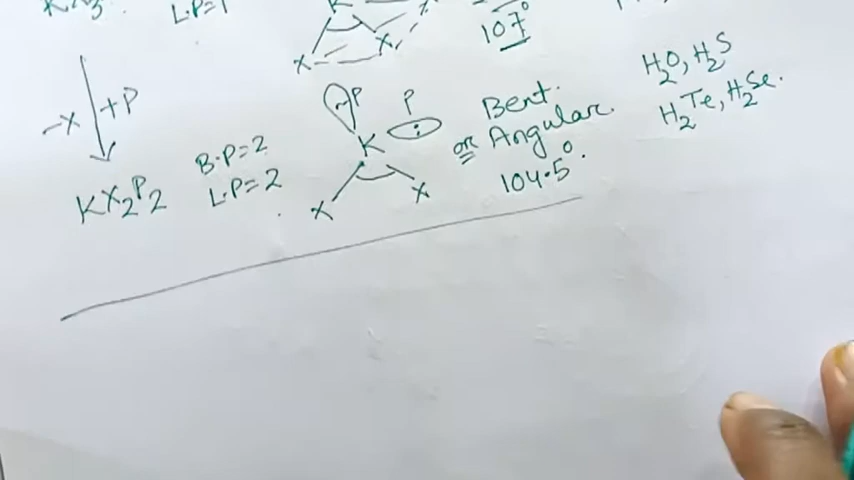 L.P=1
107°
-X +P
KX2P2
B.P=2
L.P=2
P P
K
X X
Bent.
or Angular.
104.5°.
H2O, H2S
H2Te, H2Se.